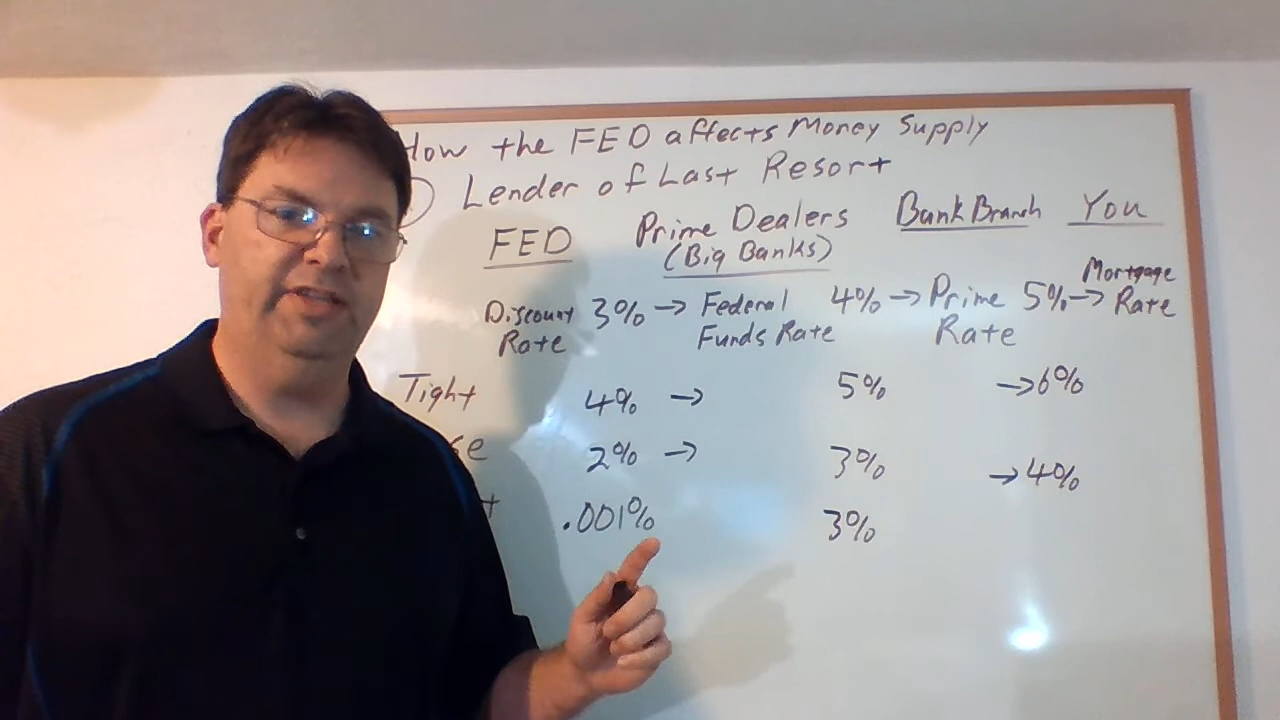 How the FED affects Money Supply
Lender of Last Resort
FED Prime Dealers Bank Branch You
(Big Banks)
Discount 3% → Federal 4% → Prime 5% → Mortgage
Rate Funds Rate Rate Rate
Tight 4% → 5% → 6%
2% → 3% → 4%
.001% 3%